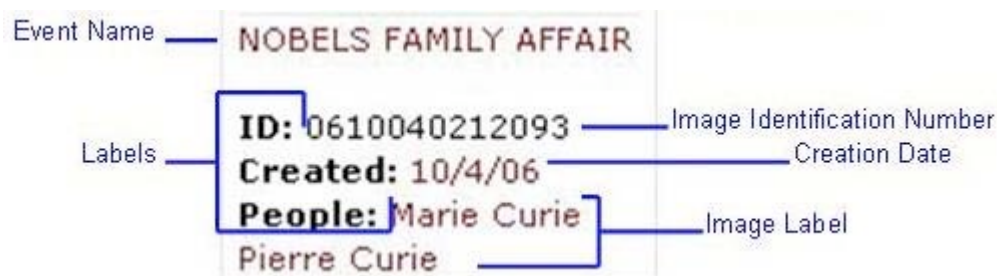 Event Name
NOBELS FAMILY AFFAIR
ID: 0610040212093
Image Identification Number
Labels
Created: 10/4/06
Creation Date
People: Marie Curie
Image Label
Pierre Curie